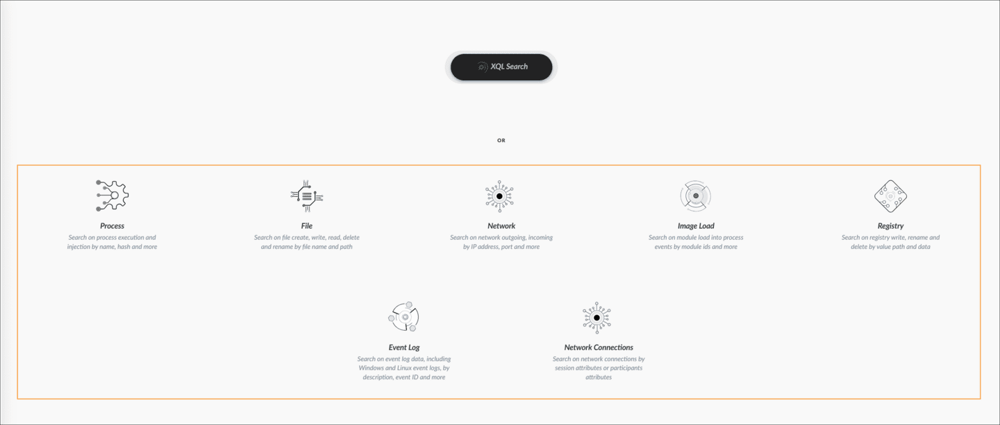 XQL Search
OR
Process
Search on process execution and
injection by name, hash and more
File
Search on file create, write, read, delete
and rename by file name and path
Network
Search on network outgoing, incoming
by IP address, port and more
Image Load
Search on module load into process
events by module ids and more
Registry
Search on registry write, rename and
delete by value path and data
Event Log
Search on event log data, including
Windows and Linux event logs, by
description, event ID and more
Network Connections
Search on network connections by
session attributes or participants
attributes